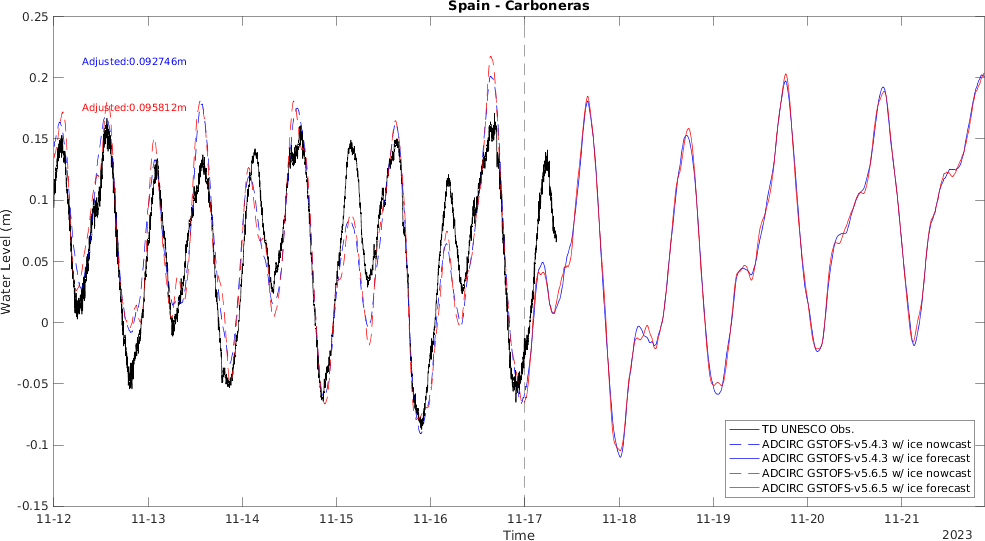 Spain - Carboneras
0.25
0.2
0.15
0.1
0.05
0
-0.05
-0.1
-0.15
Water Level (m)
Adjusted:0.092746m
Adjusted:0.095812m
TD UNESCO Obs.
ADCIRC GSTOFS-v5.4.3 w/ ice nowcast
ADCIRC GSTOFS-v5.4.3 w/ ice forecast
ADCIRC GSTOFS-v5.6.5 w/ ice nowcast
ADCIRC GSTOFS-v5.6.5 w/ ice forecast
11-12 11-13 11-14 11-15 11-16 11-17 11-18 11-19 11-20 11-21
Time
2023